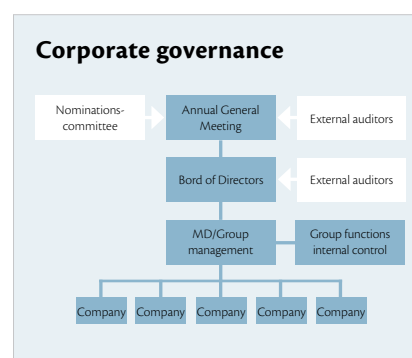 Corporate governance
Nominations-
committee
Annual General
Meeting
External auditors
Bord of Directors
External auditors
MD/Group
management
Group functions
internal control
Company
Company
Company
Company
Company